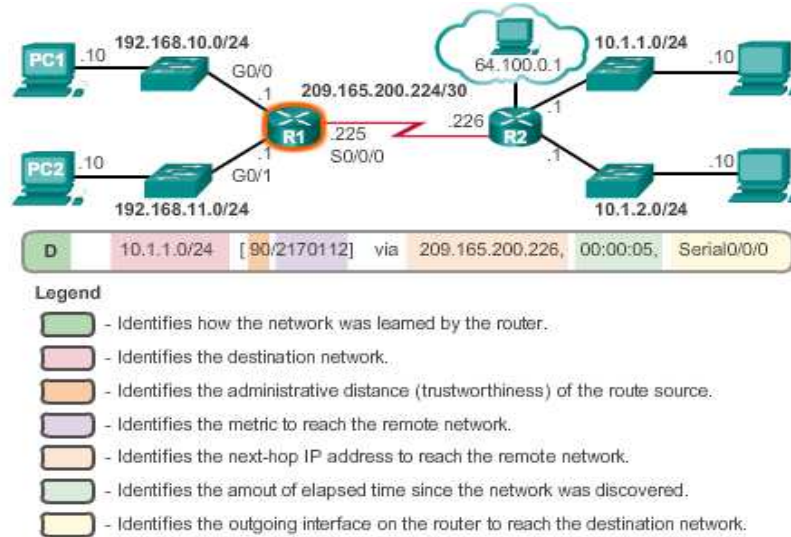 192.168.10.0/24
10.1.1.0/24
PC1
.10
64.100.0.1
.10
G0/0
.1
209.165.200.224/30
.1
R1
.225
.226
R2
S0/0/0
PC2
.10
.1
G0/1
.1
.10
192.168.11.0/24
10.1.2.0/24
D 10.1.1.0/24 [ 90/2170112] via 209.165.200.226, 00:00:05, Serial0/0/0
Legend
- Identifies how the network was learned by the router.
- Identifies the destination network.
- Identifies the administrative distance (trustworthiness) of the route source.
- Identifies the metric to reach the remote network.
- Identifies the next-hop IP address to reach the remote network.
- Identifies the amout of elapsed time since the network was discovered.
- Identifies the outgoing interface on the router to reach the destination network.